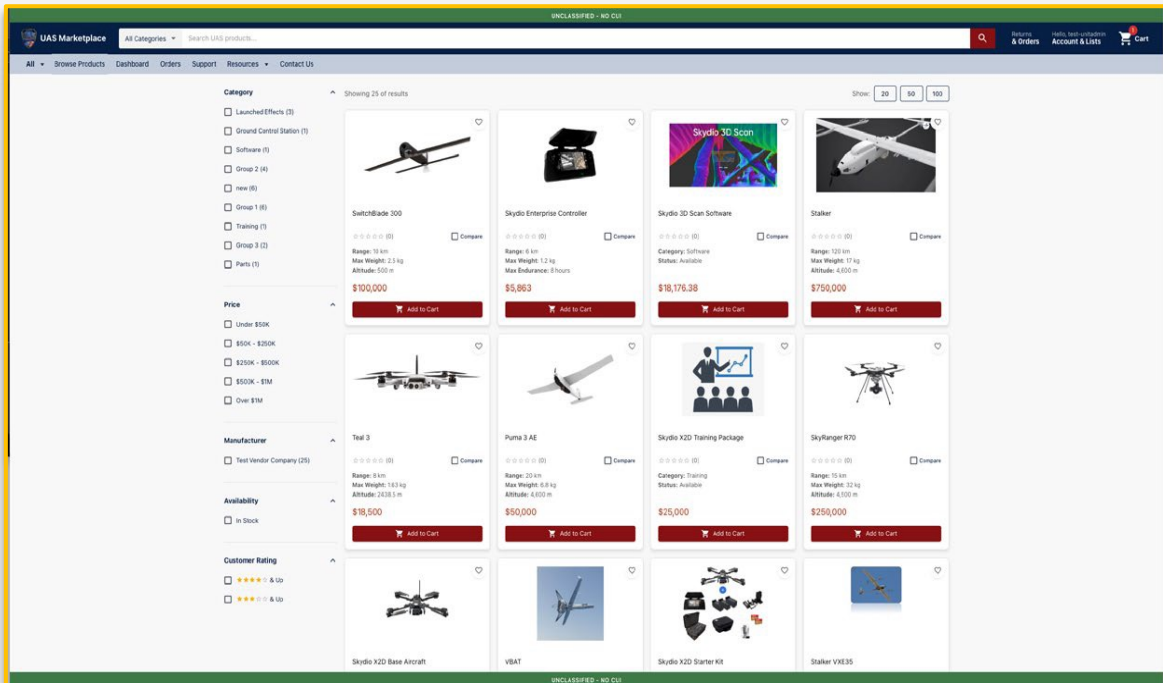 UNCLASSIFIED - NO CUI
UAS Marketplace
All Categories
Search UAS products...
Returns
& Orders
Hello, test-unitadmin
Account & Lists
1
Cart
All
Browse Products
Dashboard
Orders
Support
Resources
Contact Us
Category
Launched Effects (3)
Ground Control Station (1)
Software (1)
Group 2 (4)
new (6)
Group 1 (6)
Training (1)
Group 3 (2)
Parts (1)
Price
Under $50K
$50K - $250K
$250K - $500K
$500K - $1M
Over $1M
Manufacturer
Test Vendor Company (25)
Availability
In Stock
Customer Rating
& Up
& Up
Showing 25 of results
Show:
20
50
100
SwitchBlade 300
(0)
Compare
Range: 10 km
Max Weight: 2.5 kg
Altitude: 500 m
$100,000
Add to Cart
Skydio Enterprise Controller
(0)
Compare
Range: 6 km
Max Weight: 1.2 kg
Max Endurance: 8 hours
$5,863
Add to Cart
Skydio 3D Scan
Skydio 3D Scan Software
(0)
Compare
Category: Software
Status: Available
$18,176.38
Add to Cart
Stalker
(0)
Compare
Range: 120 km
Max Weight: 17 kg
Altitude: 4,600 m
$750,000
Add to Cart
Teal 3
(0)
Compare
Range: 8 km
Max Weight: 1.63 kg
Altitude: 2438.5 m
$18,500
Add to Cart
Puma 3 AE
(0)
Compare
Range: 20 km
Max Weight: 6.8 kg
Altitude: 4,600 m
$50,000
Add to Cart
Skydio X2D Training Package
(0)
Compare
Category: Training
Status: Available
$25,000
Add to Cart
SkyRanger R70
(0)
Compare
Range: 15 km
Max Weight: 32 kg
Altitude: 4,500 m
$250,000
Add to Cart
Skydio X2D Base Aircraft
VBAT
Skydio X2D Starter Kit
Stalker VXE35
UNCLASSIFIED - NO CUI